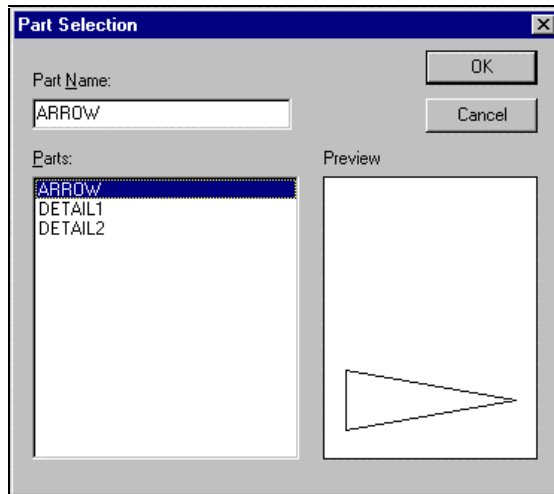 Part Selection
Part Name:
OK
ARROW
Cancel
Parts:
Preview
ARROW
DETAIL1
DETAIL2